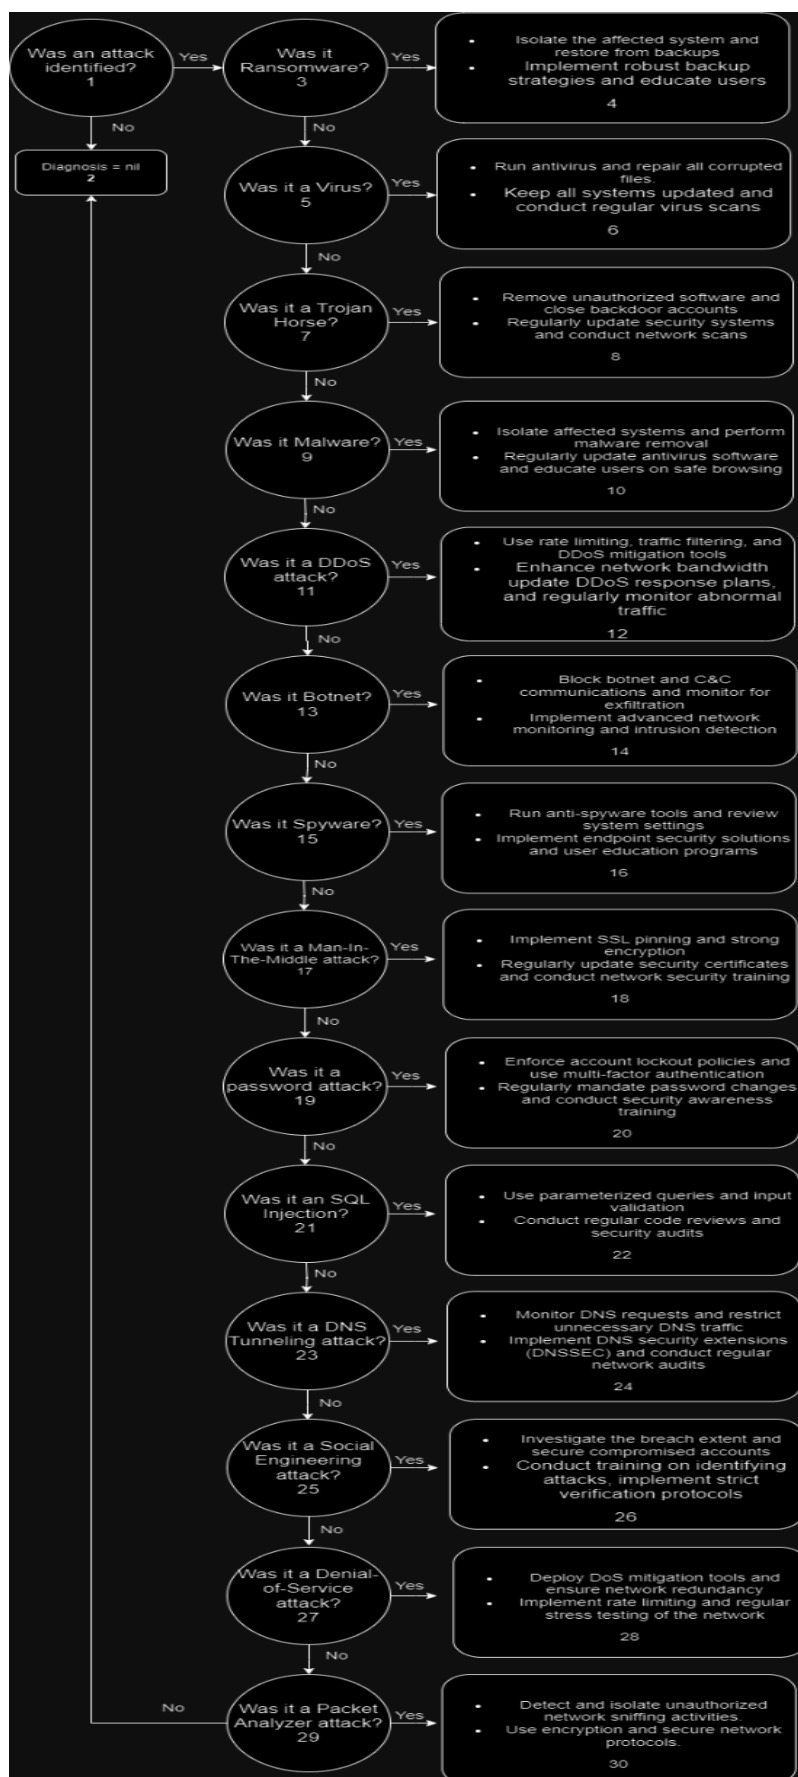 Was an attack
identified?
1
Yes
Was it
Ransomware?
3
Yes
• Isolate the affected system and
restore from backups
• Implement robust backup
strategies and educate users
4
No
No
Diagnosis = nil
2
Was it a Virus?
5
Yes
• Run antivirus and repair all corrupted
files.
• Keep all systems updated and
conduct regular virus scans
6
No
Was it a Trojan
Horse?
7
Yes
• Remove unauthorized software and
close backdoor accounts
• Regularly update security systems
and conduct network scans
8
No
Was it Malware?
9
Yes
• Isolate affected systems and perform
malware removal
• Regularly update antivirus software
and educate users on safe browsing
10
No
Was it a DDoS
attack?
11
Yes
• Use rate limiting, traffic filtering, and
DDoS mitigation tools
• Enhance network bandwidth
update DDoS response plans,
and regularly monitor abnormal
traffic
12
No
Was it Botnet?
13
Yes
• Block botnet and C&C
communications and monitor for
exfiltration
• Implement advanced network
monitoring and intrusion detection
14
No
Was it Spyware?
15
Yes
• Run anti-spyware tools and review
system settings
• Implement endpoint security solutions
and user education programs
16
No
Was it a Man-In-
The-Middle attack?
17
Yes
• Implement SSL pinning and strong
encryption
• Regularly update security certificates
and conduct network security training
18
No
Was it a
password attack?
19
Yes
• Enforce account lockout policies and
use multi-factor authentication
• Regularly mandate password changes
and conduct security awareness
training
20
No
Was it an SQL
Injection?
21
Yes
• Use parameterized queries and input
validation
• Conduct regular code reviews and
security audits
22
No
Was it a DNS
Tunneling attack?
23
Yes
• Monitor DNS requests and restrict
unnecessary DNS traffic
• Implement DNS security extensions
(DNSSEC) and conduct regular
network audits
24
No
Was it a Social
Engineering
attack?
25
Yes
• Investigate the breach extent and
secure compromised accounts
• Conduct training on identifying
attacks, implement strict
verification protocols
26
No
Was it a Denial-
of-Service
attack?
27
Yes
• Deploy DoS mitigation tools and
ensure network redundancy
• Implement rate limiting and regular
stress testing of the network
28
No
No
Was it a Packet
Analyzer attack?
29
Yes
• Detect and isolate unauthorized
network sniffing activities.
• Use encryption and secure network
protocols.
30